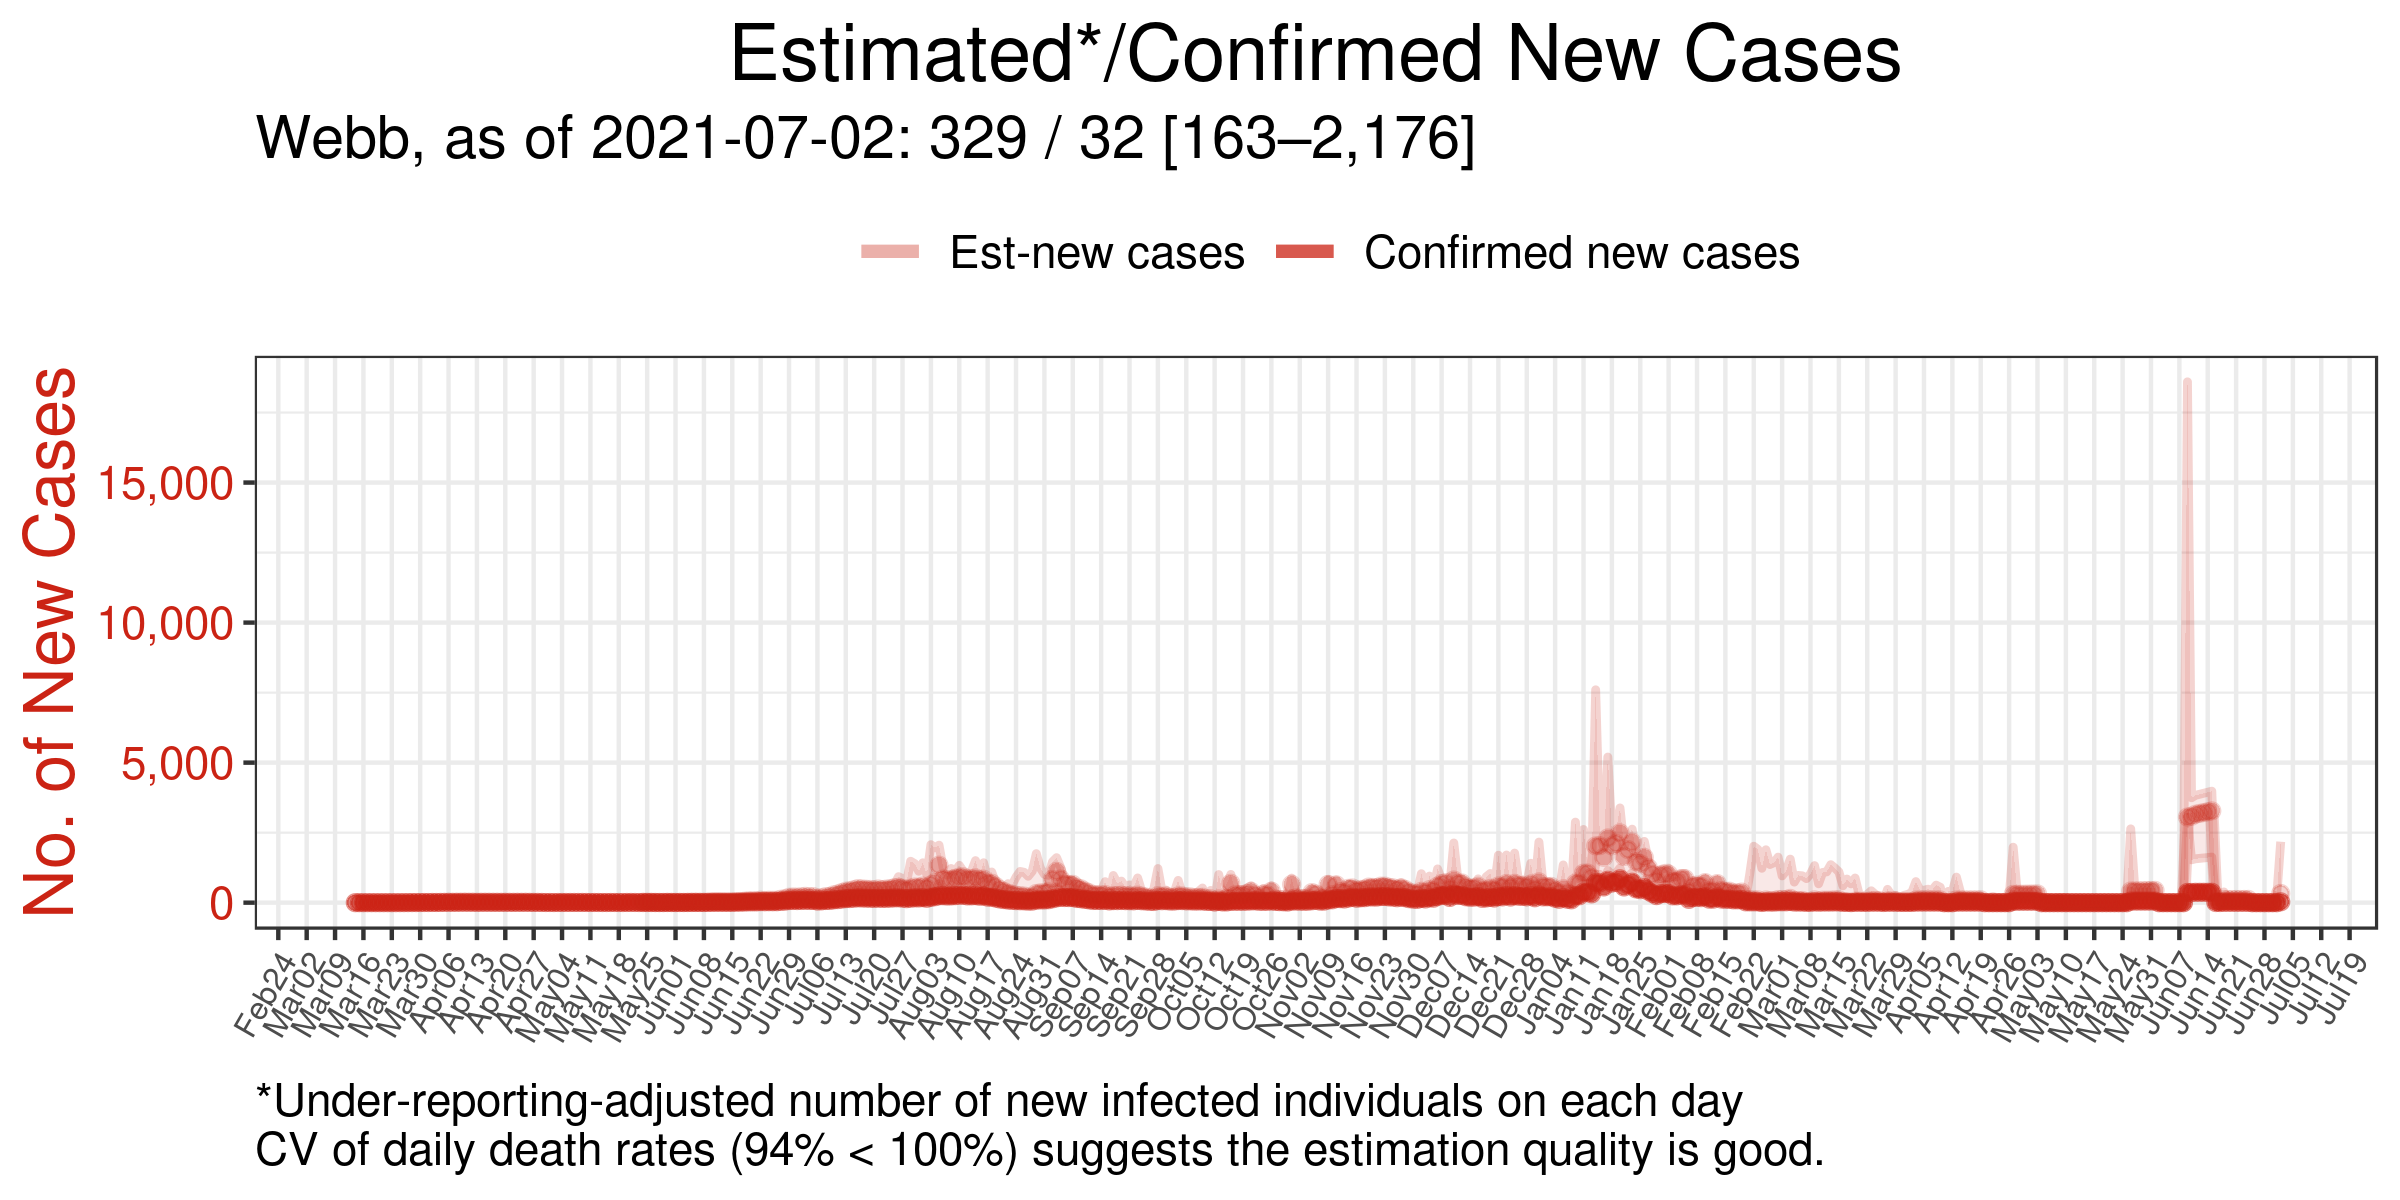 Estimated*/Confirmed New Cases
Webb, as of 2021-07-02: 329 / 32 [163–2,176]
Est-new cases
Confirmed new cases
No. of New Cases
15,000
10,000
5,000
0
Feb24
Mar02
Mar09
Mar16
Mar23
Mar30
Apr06
Apr13
Apr20
Apr27
May04
May11
May18
May25
Jun01
Jun08
Jun15
Jun22
Jun29
Jul06
Jul13
Jul20
Jul27
Aug03
Aug10
Aug17
Aug24
Aug31
Sep07
Sep14
Sep21
Sep28
Oct05
Oct12
Oct19
Oct26
Nov02
Nov09
Nov16
Nov23
Nov30
Dec07
Dec14
Dec21
Dec28
Jan04
Jan11
Jan18
Jan25
Feb01
Feb08
Feb15
Feb22
Mar01
Mar08
Mar15
Mar22
Mar29
Apr05
Apr12
Apr19
Apr26
May03
May10
May17
May24
May31
Jun07
Jun14
Jun21
Jun28
Jul05
Jul12
Jul19
*Under-reporting-adjusted number of new infected individuals on each day
CV of daily death rates (94% < 100%) suggests the estimation quality is good.